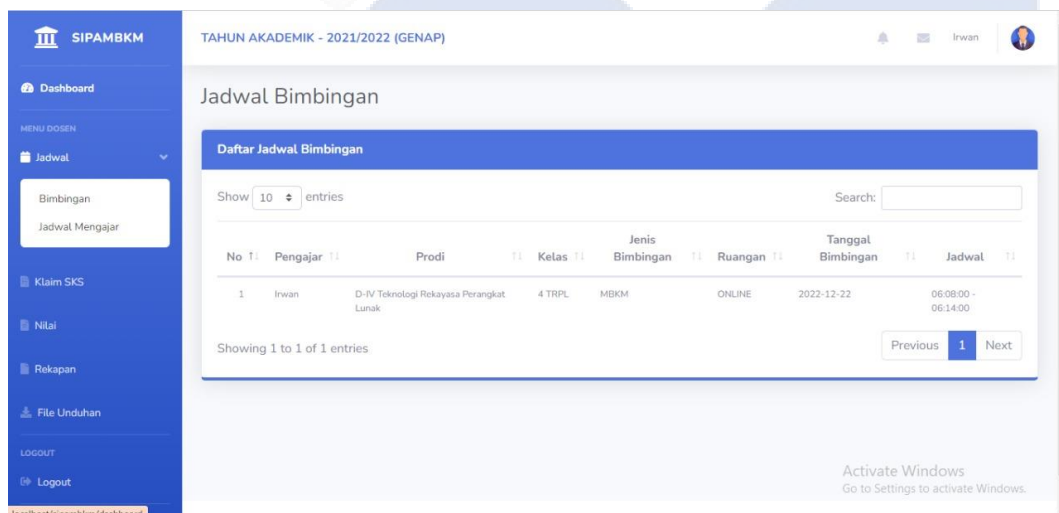 SIPAMBKM
TAHUN AKADEMIK - 2021/2022 (GENAP)
Irwan
Dashboard
MENU DOSEN
Jadwal
Bimbingan
Jadwal Mengajar
Klaim SKS
Nilai
Rekapan
File Unduhan
LOGOUT
Logout
Jadwal Bimbingan
Daftar Jadwal Bimbingan
Show 10 entries
Search:
No Pengajar Prodi Kelas Jenis Bimbingan Ruangan Tanggal Bimbingan Jadwal
1 Irwan D-IV Teknologi Rekayasa Perangkat Lunak 4 TRPL MBKM ONLINE 2022-12-22 06:08:00 - 06:14:00
Showing 1 to 1 of 1 entries
Previous 1 Next
Activate Windows
Go to Settings to activate Windows.